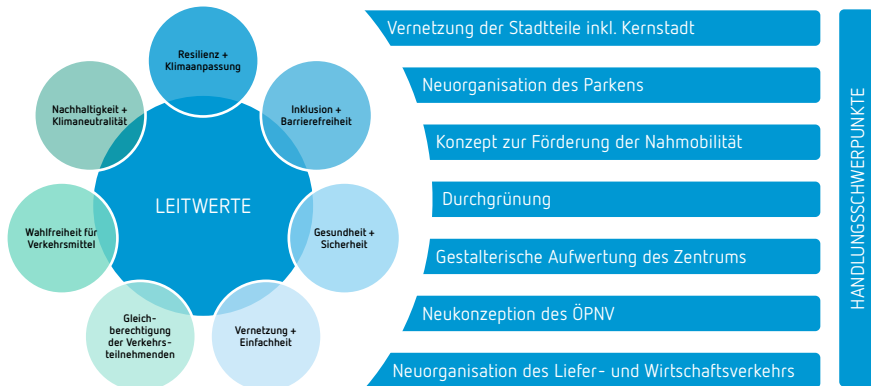 Resilienz +
Klimaanpassung
Inklusion +
Barrierefreiheit
Gesundheit +
Sicherheit
Vernetzung +
Einfachheit
Gleich-
berechtigung
der Verkehrs-
teilnehmenden
Wahlfreiheit für
Verkehrsmittel
Nachhaltigkeit +
Klimaneutralität
LEITWERTE
Vernetzung der Stadtteile inkl. Kernstadt
Neuorganisation des Parkens
Konzept zur Förderung der Nahmobilität
Durchgrünung
Gestalterische Aufwertung des Zentrums
Neukonzeption des ÖPNV
Neuorganisation des Liefer- und Wirtschaftsverkehrs
HANDLUNGSSCHWERPUNKTE